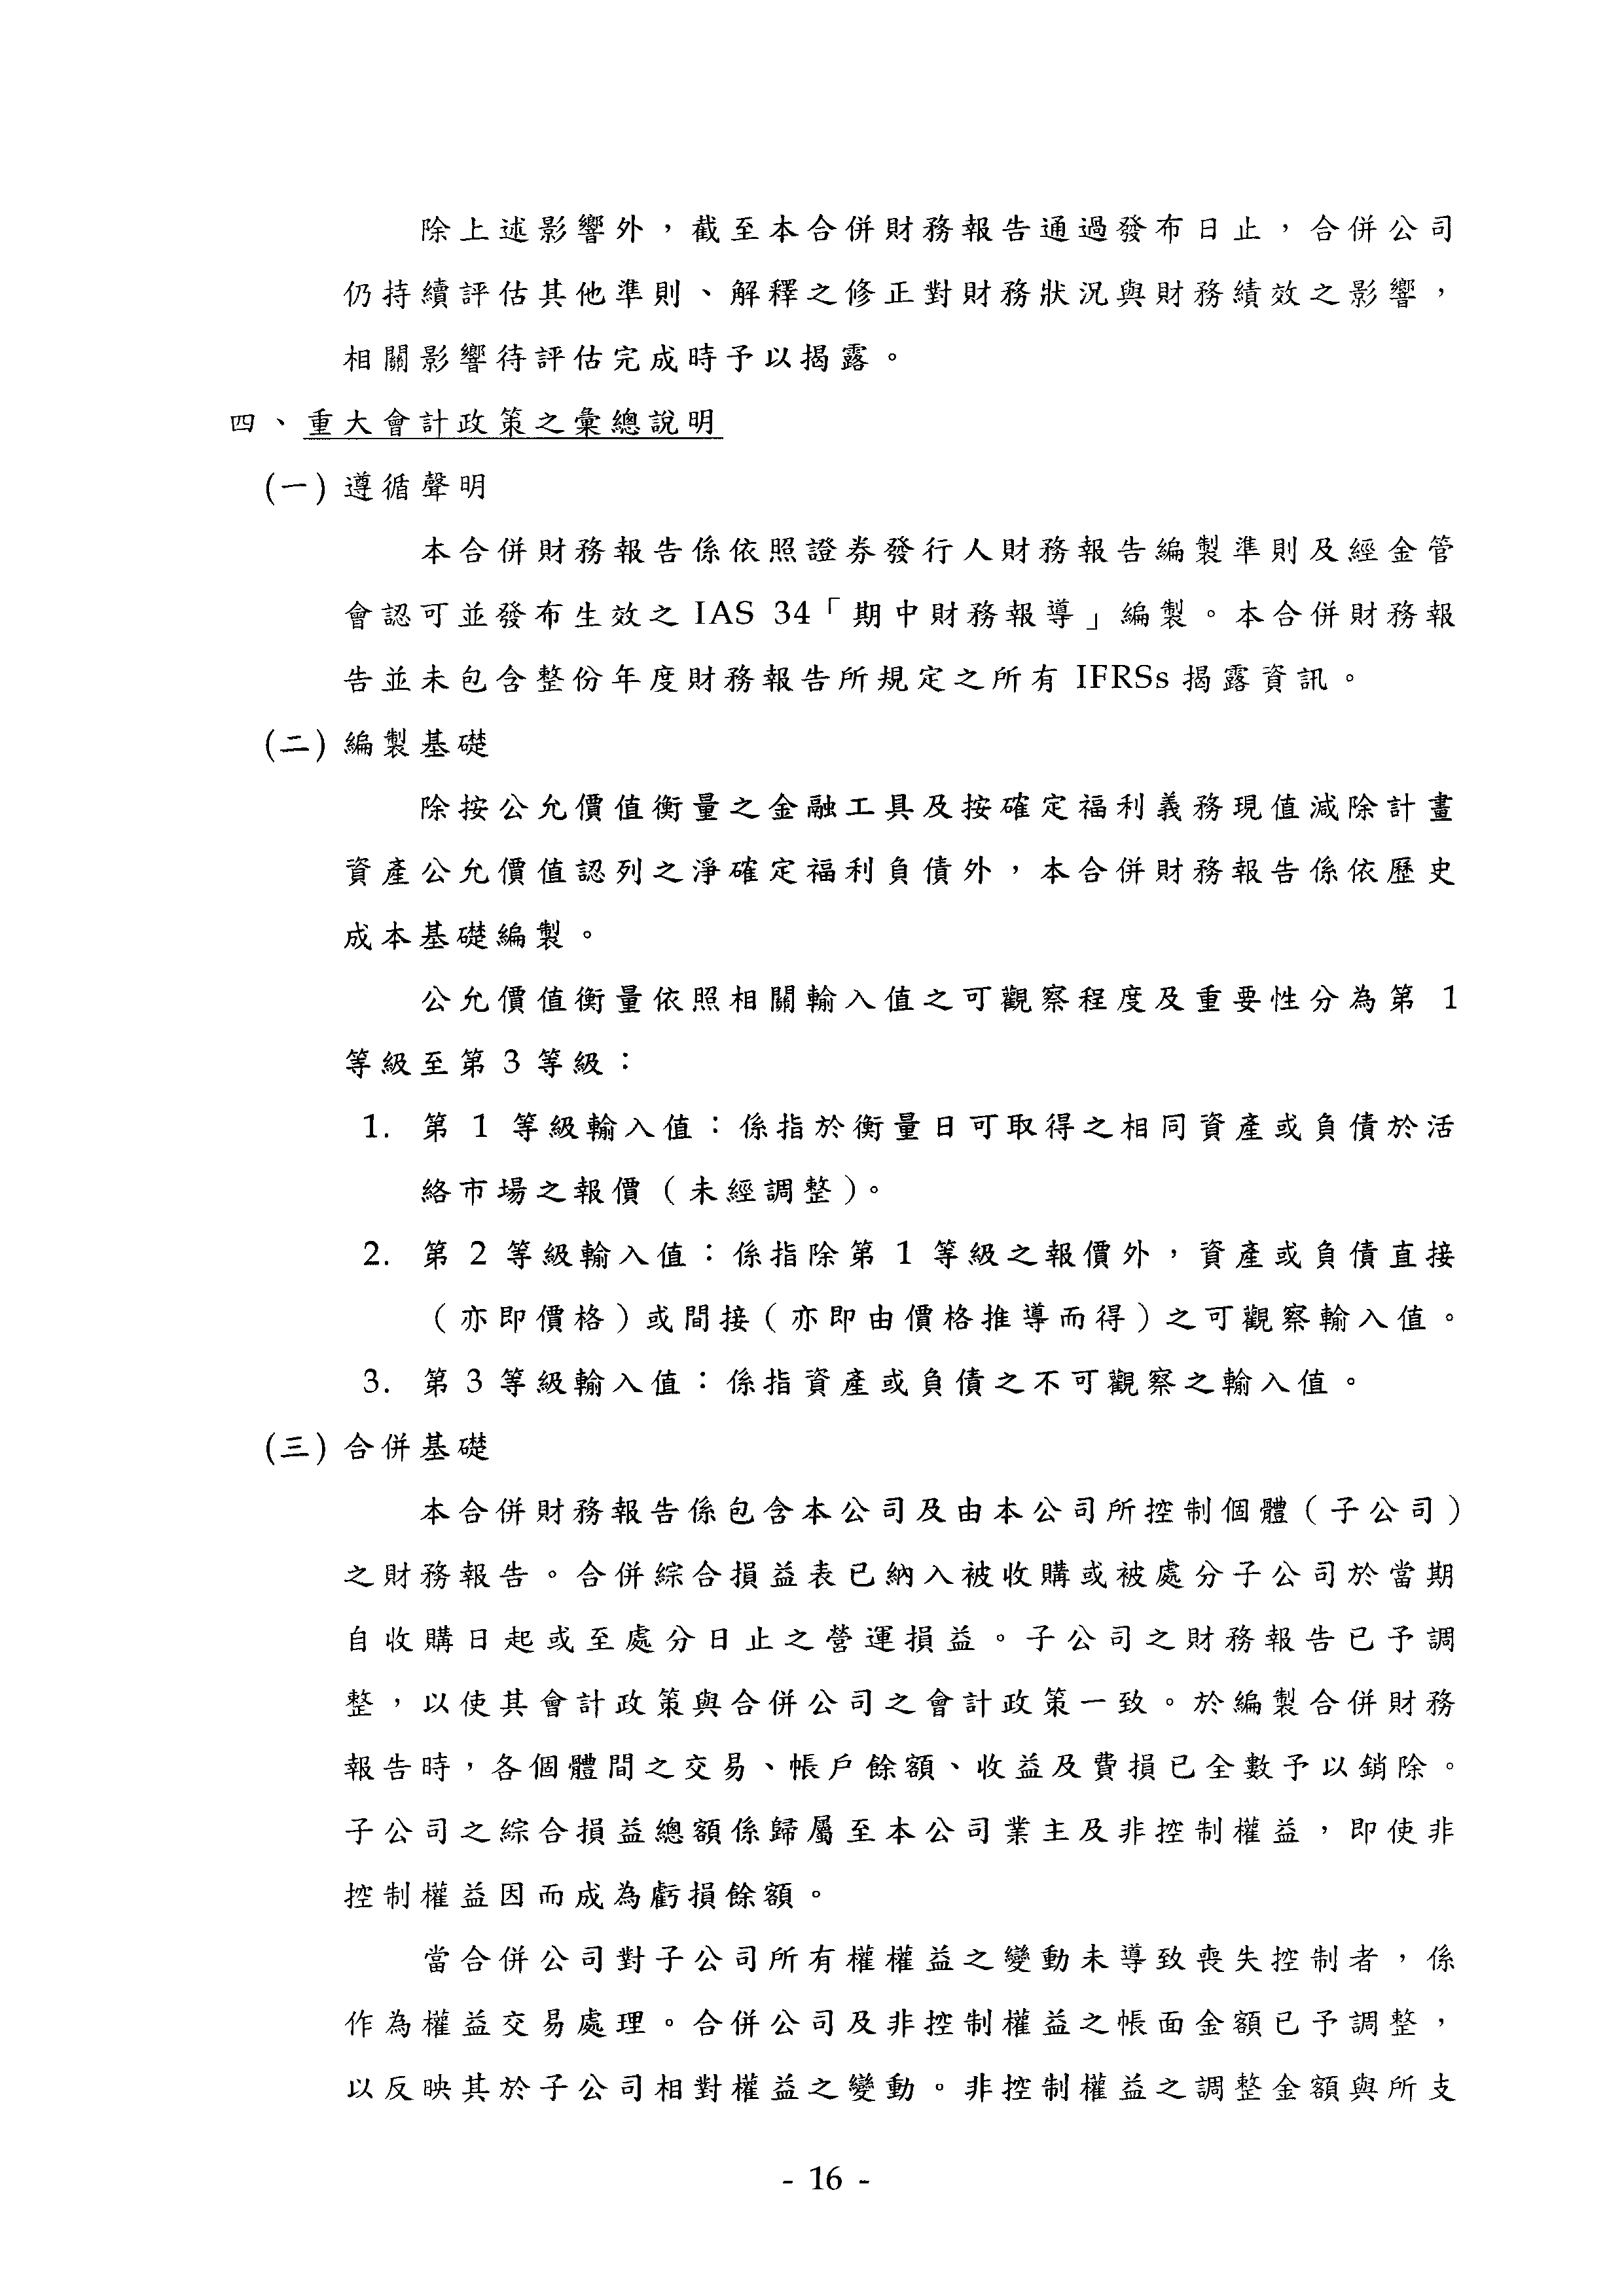 除上述影響外，截至本合併財務報告通過發布日止，合併公司
仍持續評估其他準則、解釋之修正對財務狀況與財務績效之影響，
相關影響待評估完成時予以揭露。
四、重大會計政策之彙總說明
(一) 遵循聲明
本合併財務報告係依照證券發行人財務報告編製準則及經金管
會認可並發布生效之 IAS 34「期中財務報導」編製。本合併財務報
告並未包含整份年度財務報告所規定之所有 IFRSs 揭露資訊。
(二) 編製基礎
除按公允價值衡量之金融工具及按確定福利義務現值減除計畫
資產公允價值認列之淨確定福利負債外，本合併財務報告係依歷史
成本基礎編製。
公允價值衡量依照相關輸入值之可觀察程度及重要性分為第 1
等級至第 3 等級：
1. 第 1 等級輸入值：係指於衡量日可取得之相同資產或負債於活
絡市場之報價（未經調整）。
2. 第 2 等級輸入值：係指除第 1 等級之報價外，資產或負債直接
（亦即價格）或間接（亦即由價格推導而得）之可觀察輸入值。
3. 第 3 等級輸入值：係指資產或負債之不可觀察之輸入值。
(三) 合併基礎
本合併財務報告係包含本公司及由本公司所控制個體（子公司）
之財務報告。合併綜合損益表已納入被收購或被處分子公司於當期
自收購日起或至處分日止之營運損益。子公司之財務報告已予調
整，以使其會計政策與合併公司之會計政策一致。於編製合併財務
報告時，各個體間之交易、帳戶餘額、收益及費損已全數予以銷除。
子公司之綜合損益總額係歸屬至本公司業主及非控制權益，即使非
控制權益因而成為虧損餘額。
當合併公司對子公司所有權權益之變動未導致喪失控制者，係
作為權益交易處理。合併公司及非控制權益之帳面金額已予調整，
以反映其於子公司相對權益之變動。非控制權益之調整金額與所支
- 16 -